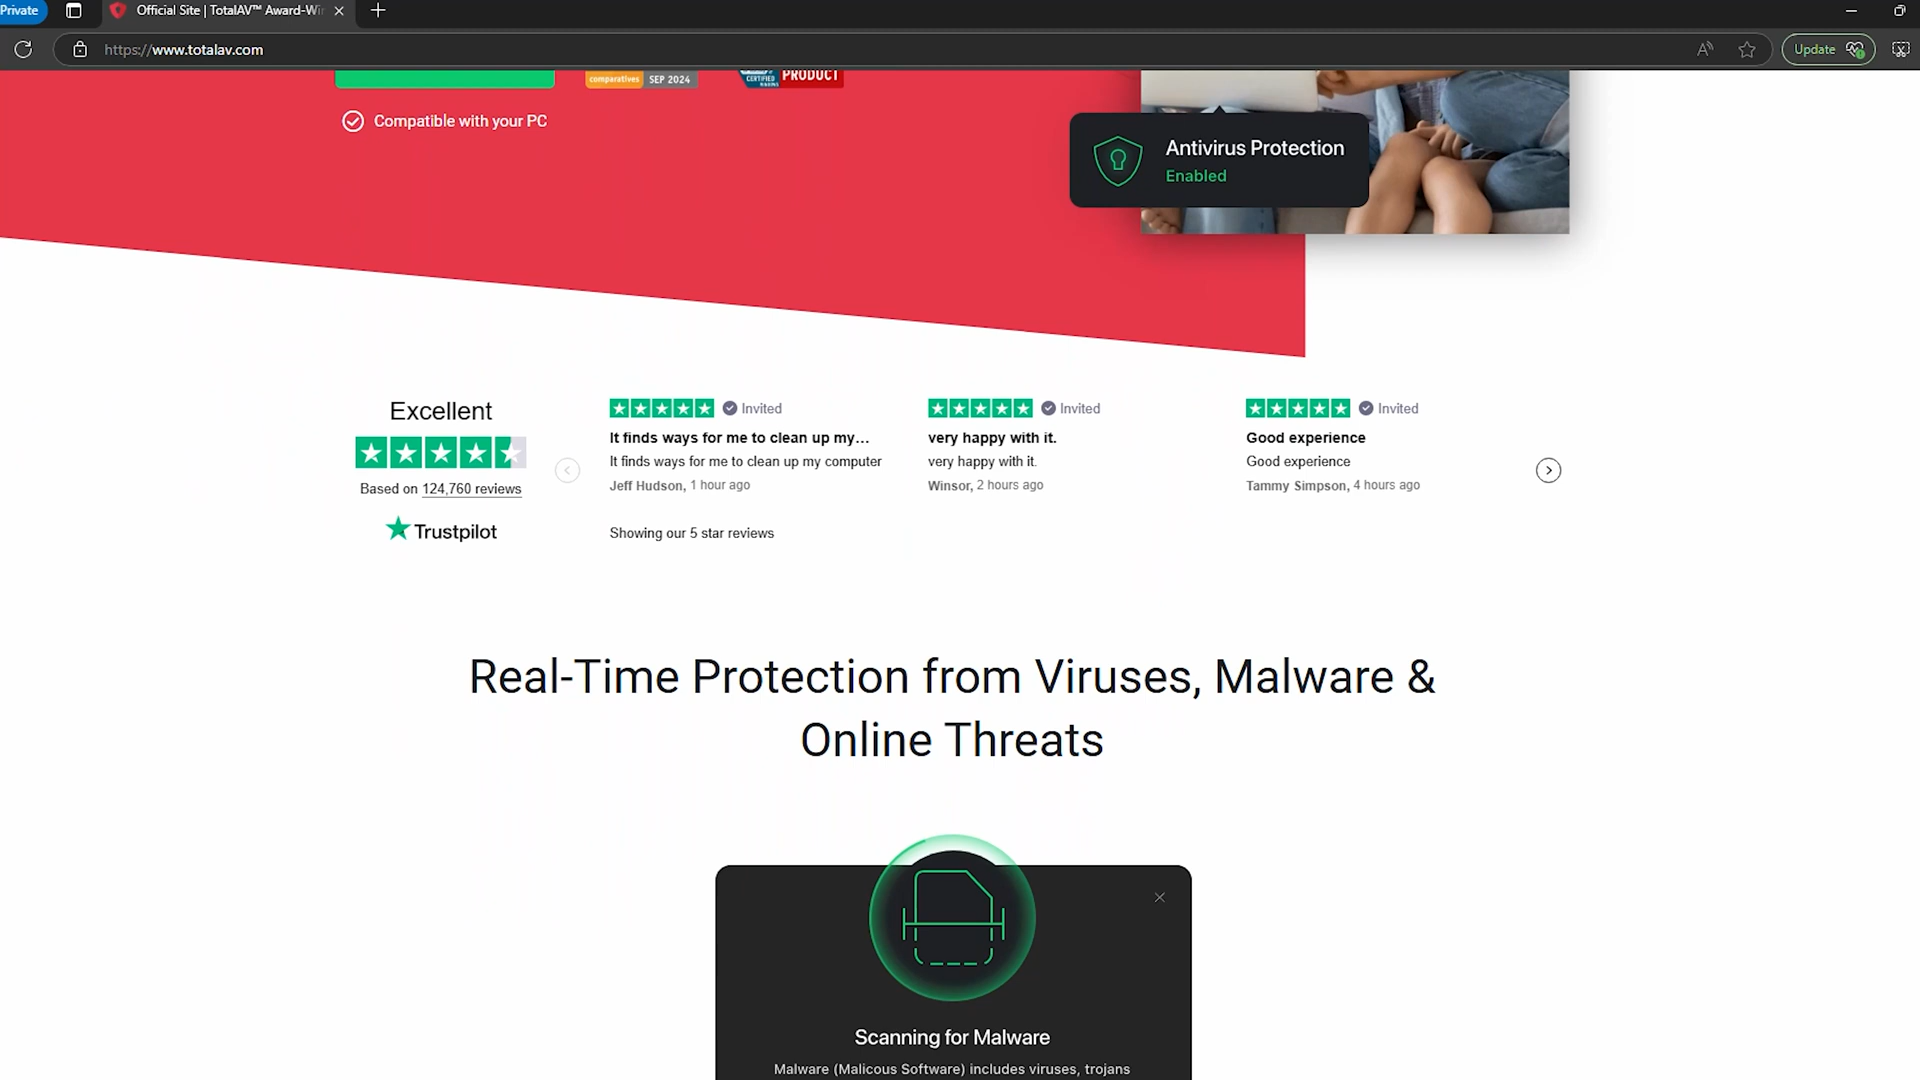 Private
Official Site | TotalAV™ Award-Wi
https://www.totalav.com
Update
comparatives SEP 2024
CERTIFIED PRODUCT
Compatible with your PC
Antivirus Protection
Enabled
Excellent
Based on 124,760 reviews
Trustpilot
Invited
It finds ways for me to clean up my...
It finds ways for me to clean up my computer
Jeff Hudson, 1 hour ago
Showing our 5 star reviews
Invited
very happy with it.
very happy with it.
Winsor, 2 hours ago
Invited
Good experience
Good experience
Tammy Simpson, 4 hours ago
Real-Time Protection from Viruses, Malware &
Online Threats
Scanning for Malware
Malware (Malicous Software) includes viruses, trojans